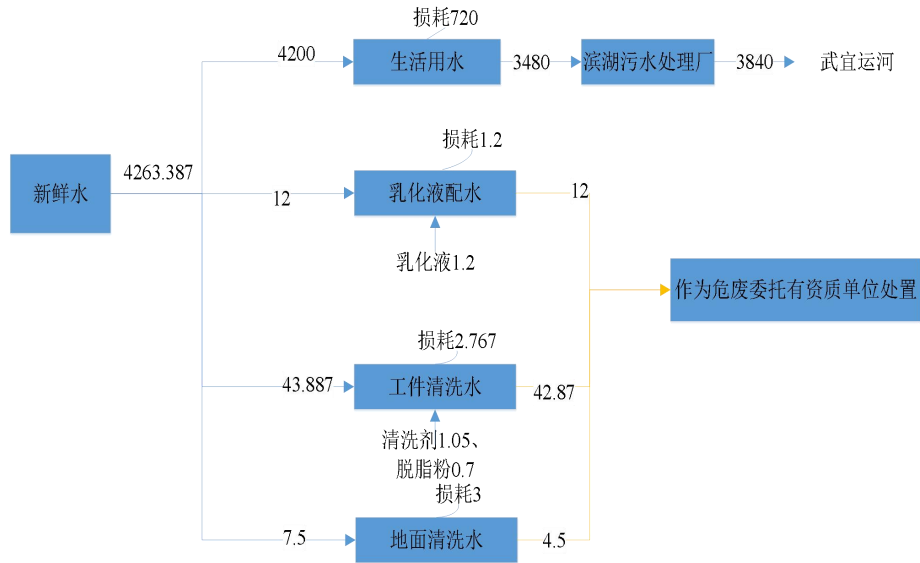 损耗720
4200
生活用水
3480
滨湖污水处理厂
3840
武宜运河
损耗1.2
新鲜水
4263.387
12
乳化液配水
12
乳化液1.2
作为危废委托有资质单位处置
损耗2.767
43.887
工件清洗水
42.87
清洗剂1.05、
脱脂粉0.7
损耗3
7.5
地面清洗水
4.5